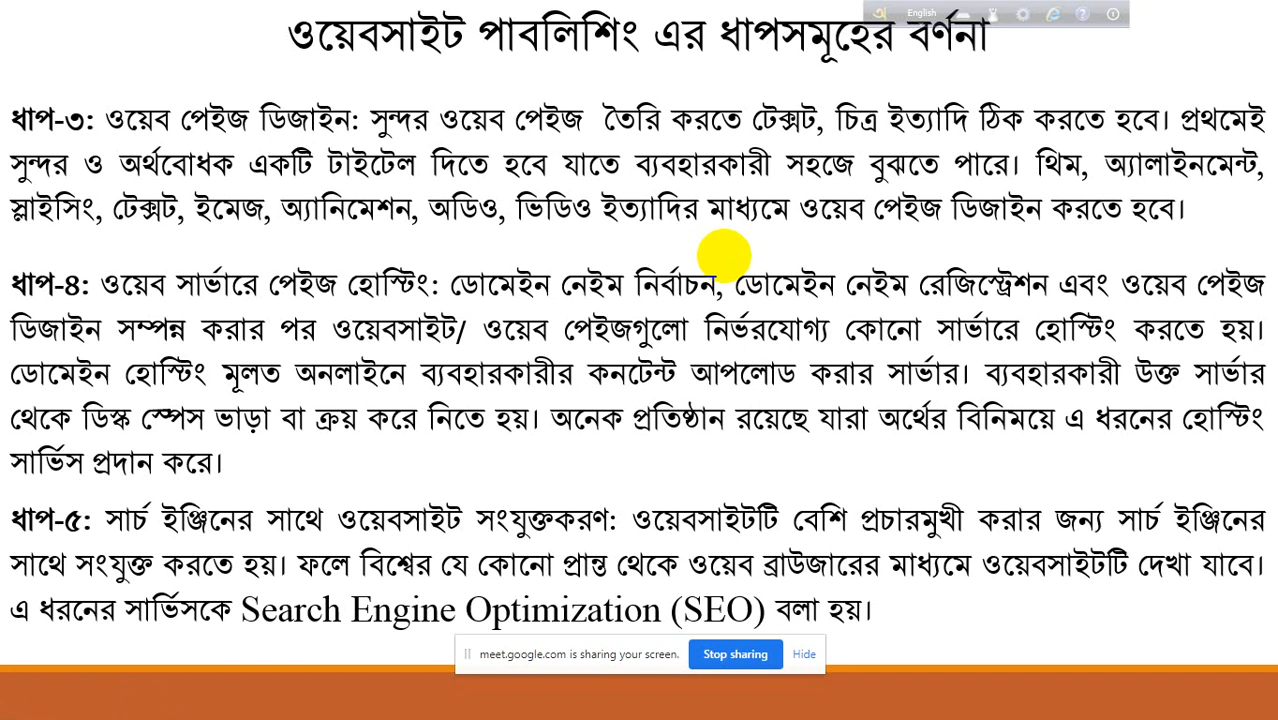 English
ওয়েবসাইট পাবলিশিং এর ধাপসমূহের বর্ণনা
ধাপ-৩: ওয়েব পেইজ ডিজাইন: সুন্দর ওয়েব পেইজ তৈরি করতে টেক্সট, চিত্র ইত্যাদি ঠিক করতে হবে। প্রথমেই
সুন্দর ও অর্থবোধক একটি টাইটেল দিতে হবে যাতে ব্যবহারকারী সহজে বুঝতে পারে। থিম, অ্যালাইনমেন্ট,
স্লাইসিং, টেক্সট, ইমেজ, অ্যানিমেশন, অডিও, ভিডিও ইত্যাদির মাধ্যমে ওয়েব পেইজ ডিজাইন করতে হবে।
ধাপ-৪: ওয়েব সার্ভারে পেইজ হোস্টিং: ডোমেইন নেইম নির্বাচন, ডোমেইন নেইম রেজিস্ট্রেশন এবং ওয়েব পেইজ
ডিজাইন সম্পন্ন করার পর ওয়েবসাইট/ ওয়েব পেইজগুলো নির্ভরযোগ্য কোনো সার্ভারে হোস্টিং করতে হয়।
ডোমেইন হোস্টিং মূলত অনলাইনে ব্যবহারকারীর কনটেন্ট আপলোড করার সার্ভার। ব্যবহারকারী উক্ত সার্ভার
থেকে ডিস্ক স্পেস ভাড়া বা ক্রয় করে নিতে হয়। অনেক প্রতিষ্ঠান রয়েছে যারা অর্থের বিনিময়ে এ ধরনের হোস্টিং
সার্ভিস প্রদান করে।
ধাপ-৫: সার্চ ইঞ্জিনের সাথে ওয়েবসাইট সংযুক্তকরণ: ওয়েবসাইটটি বেশি প্রচারমুখী করার জন্য সার্চ ইঞ্জিনের
সাথে সংযুক্ত করতে হয়। ফলে বিশ্বের যে কোনো প্রান্ত থেকে ওয়েব ব্রাউজারের মাধ্যমে ওয়েবসাইটটি দেখা যাবে।
এ ধরনের সার্ভিসকে Search Engine Optimization (SEO) বলা হয়।
meet.google.com is sharing your screen. Stop sharing Hide